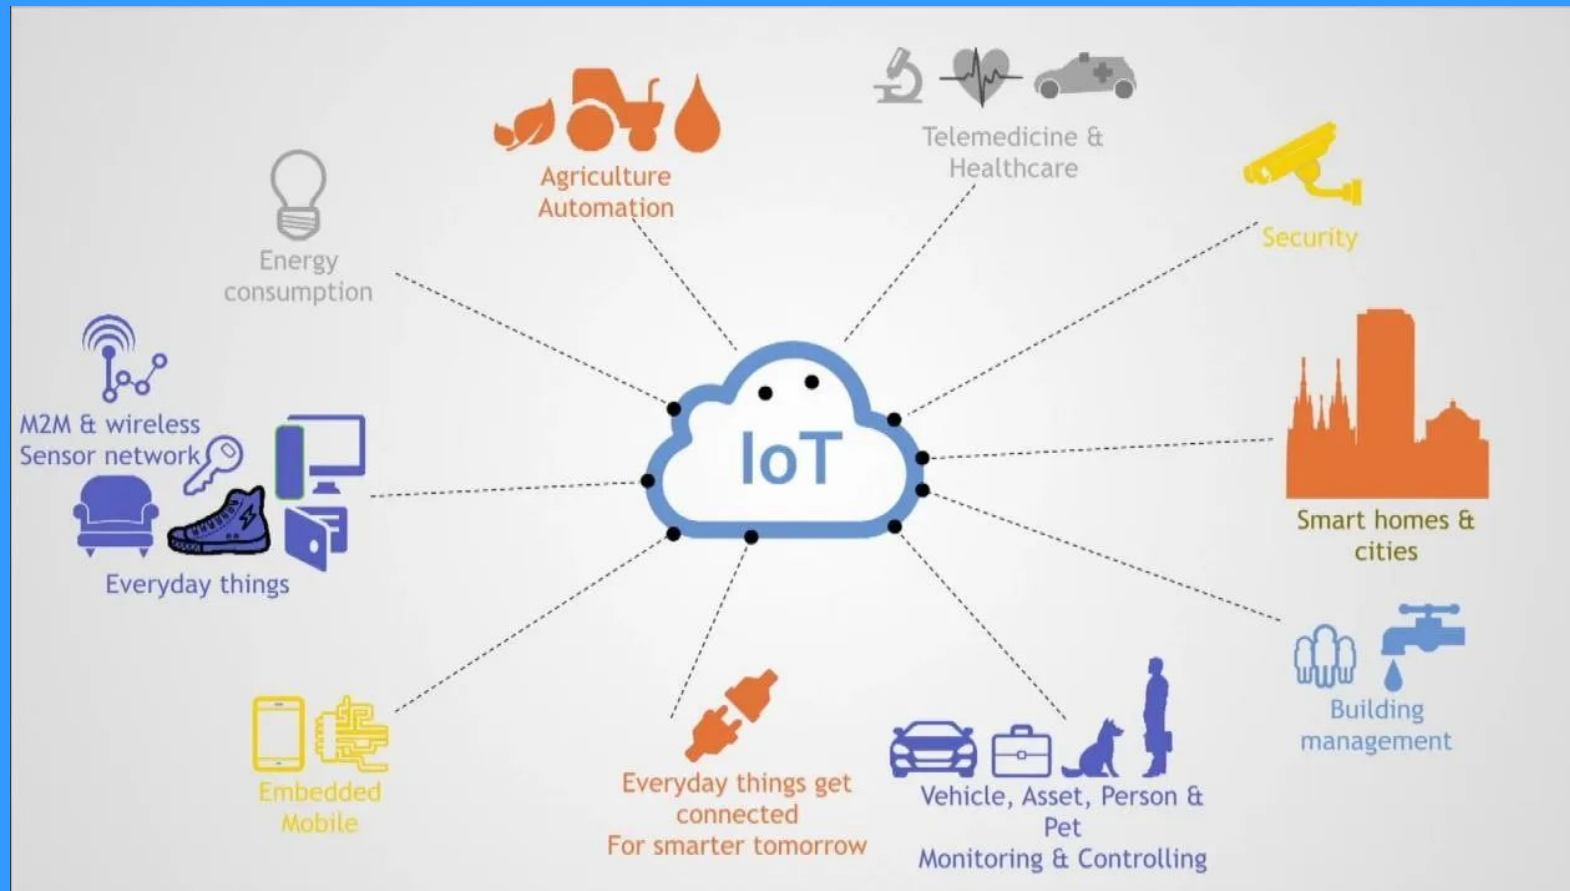 Telemedicine &
Healthcare
Agriculture
Automation
Security
Energy
consumption
M2M & wireless
Sensor network
IoT
Smart homes &
cities
Everyday things
Building
management
Embedded
Mobile
Everyday things get
connected
For smarter tomorrow
Vehicle, Asset, Person &
Pet
Monitoring & Controlling